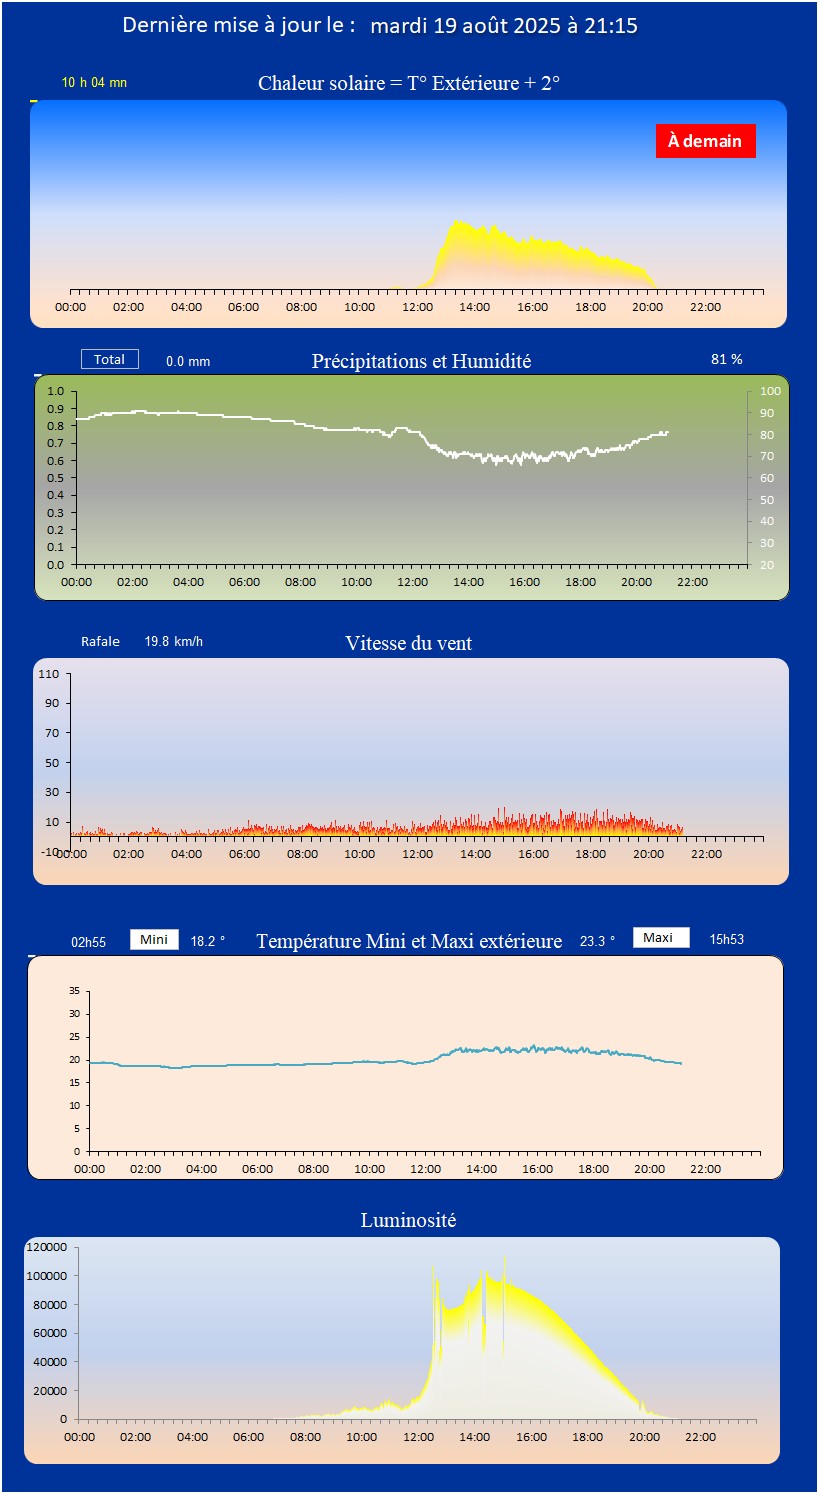 Dernière mise à jour le : mardi 19 août 2025 à 21:15
10 h 04 mn Chaleur solaire = T° Extérieure + 2°
À demain
00:00 02:00 04:00 06:00 08:00 10:00 12:00 14:00 16:00 18:00 20:00 22:00
Total 0.0 mm Précipitations et Humidité 81 %
1.0 100
0.9 90
0.8 80
0.7 70
0.6 60
0.5 50
0.4 40
0.3 30
0.2 20
0.1
0.0
00:00 02:00 04:00 06:00 08:00 10:00 12:00 14:00 16:00 18:00 20:00 22:00
Rafale 19.8 km/h Vitesse du vent
110
90
70
50
30
10
-10
00:00 02:00 04:00 06:00 08:00 10:00 12:00 14:00 16:00 18:00 20:00 22:00
02h55 Mini 18.2 ° Température Mini et Maxi extérieure 23.3 ° Maxi 15h53
35
30
25
20
15
10
5
0
00:00 02:00 04:00 06:00 08:00 10:00 12:00 14:00 16:00 18:00 20:00 22:00
Luminosité
120000
100000
80000
60000
40000
20000
0
00:00 02:00 04:00 06:00 08:00 10:00 12:00 14:00 16:00 18:00 20:00 22:00